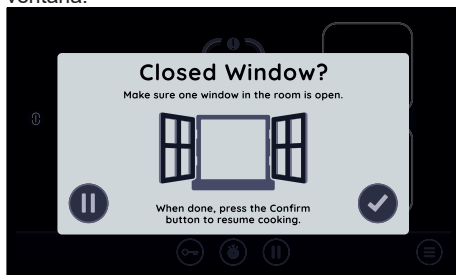 ventana.
Closed Window?
Make sure one window in the room is open.
When done, press the Confirm
button to resume cooking.